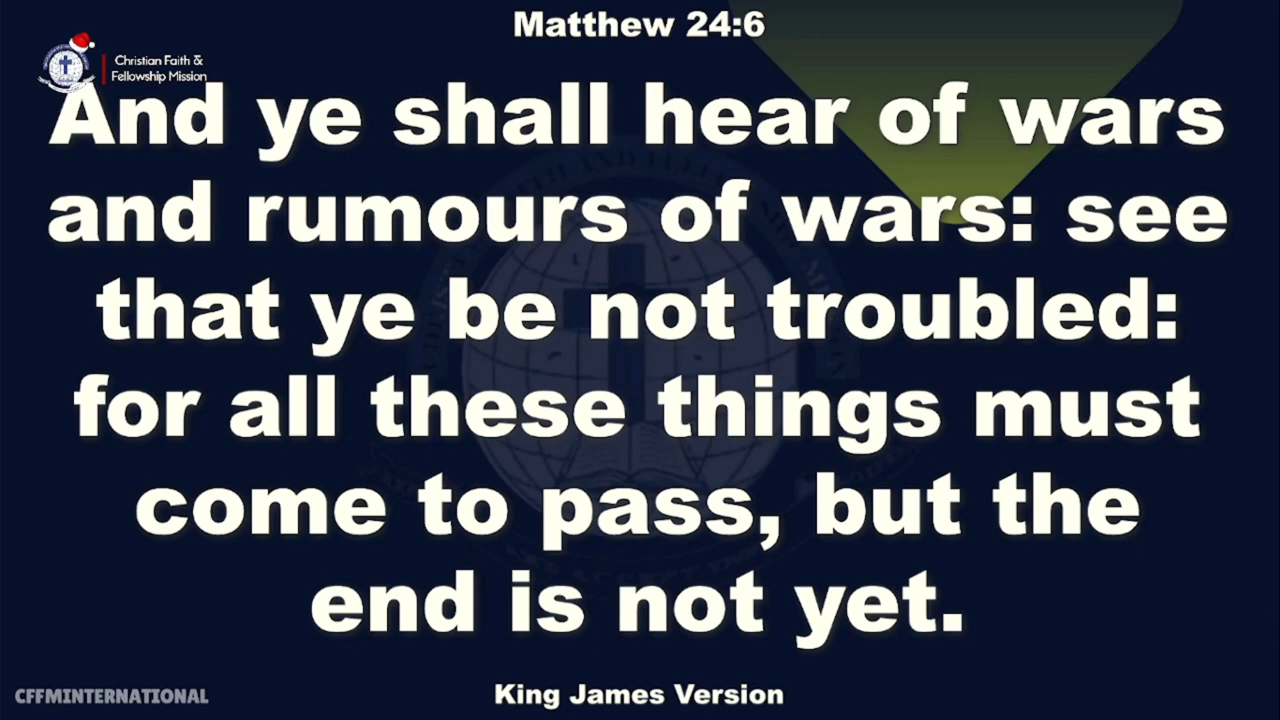 Matthew 24:6
Christian Faith &
Fellowship Mission
And ye shall hear of wars
and rumours of wars: see
that ye be not troubled:
for all these things must
come to pass, but the
end is not yet.
King James Version
CFFMINTERNATIONAL